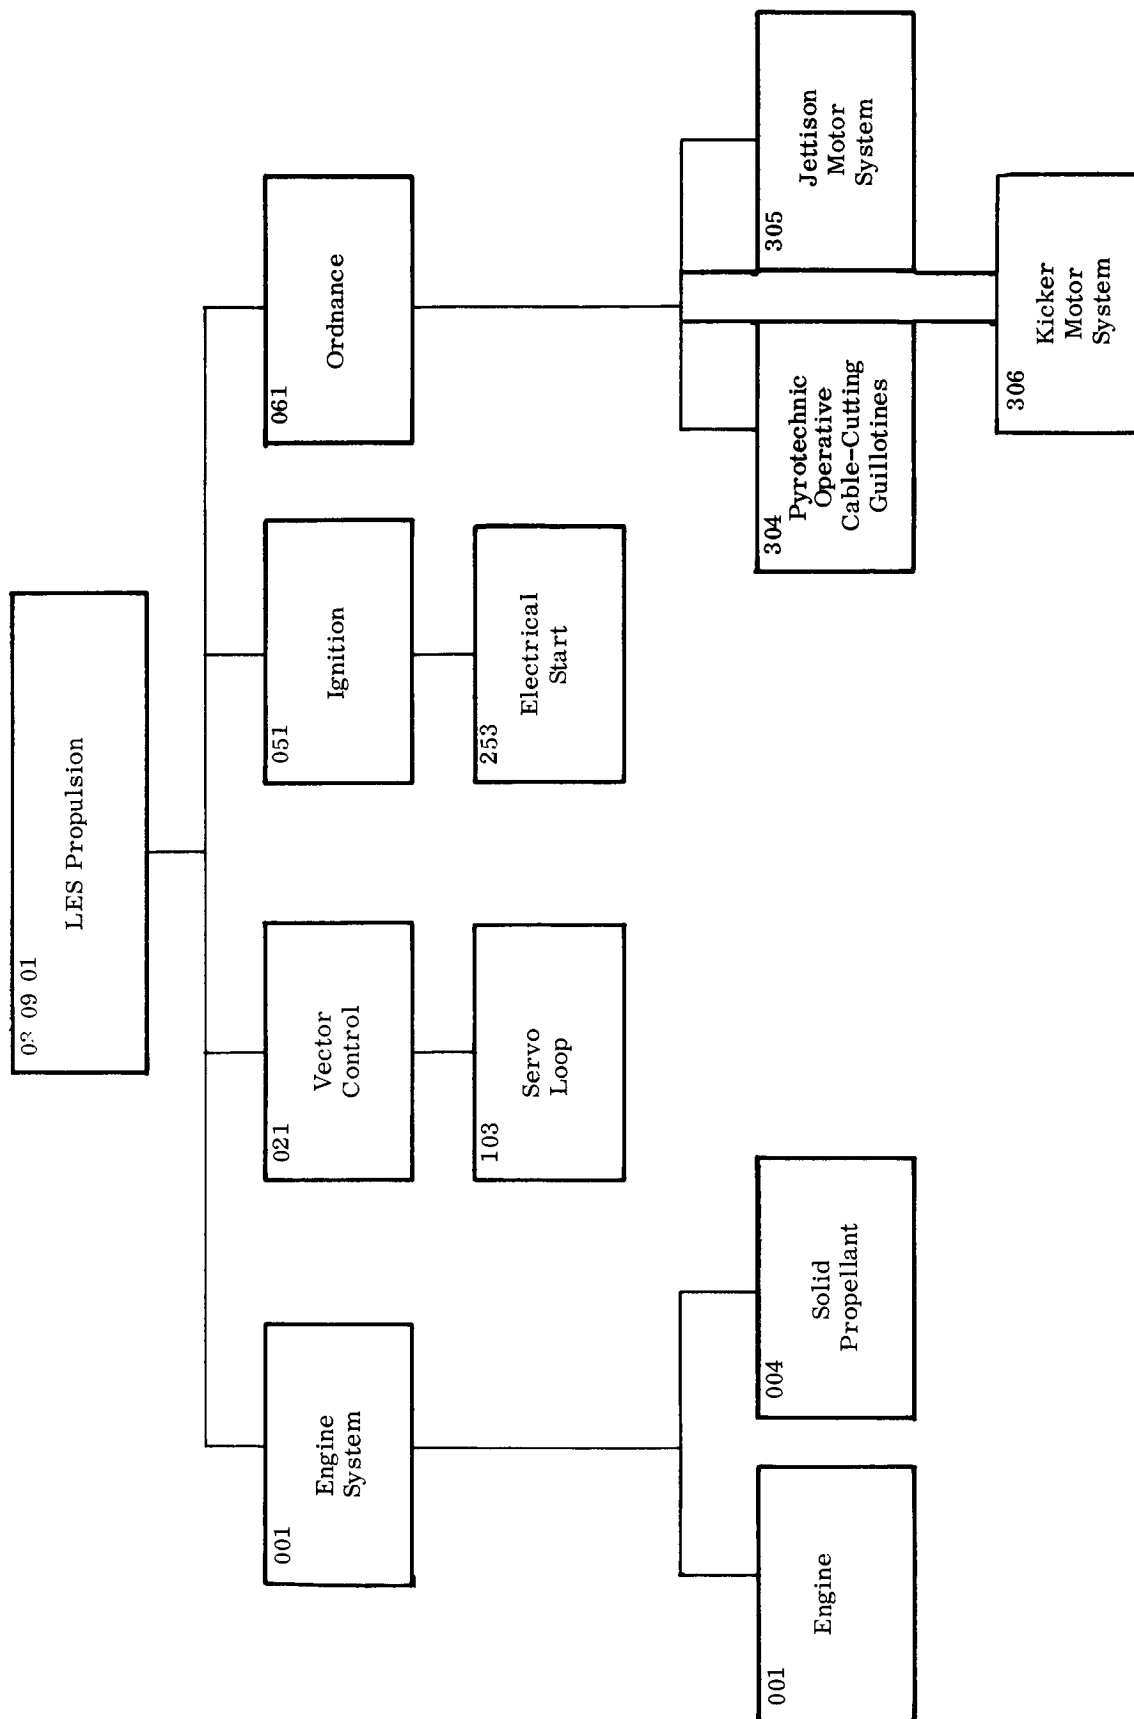 03 09 01
LES Propulsion
001
Engine
System
021
Vector
Control
051
Ignition
061
Ordnance
103
Servo
Loop
253
Electrical
Start
001
Engine
004
Solid
Propellant
304
Pyrotechnic
Operative
Cable-Cutting
Guillotines
305
Jettison
Motor
System
306
Kicker
Motor
System